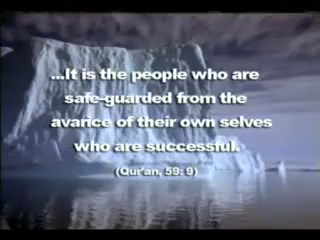 ...It is the people who are
safe-guarded from the
avarice of their own selves
who are successful.
(Qur'an, 59: 9)